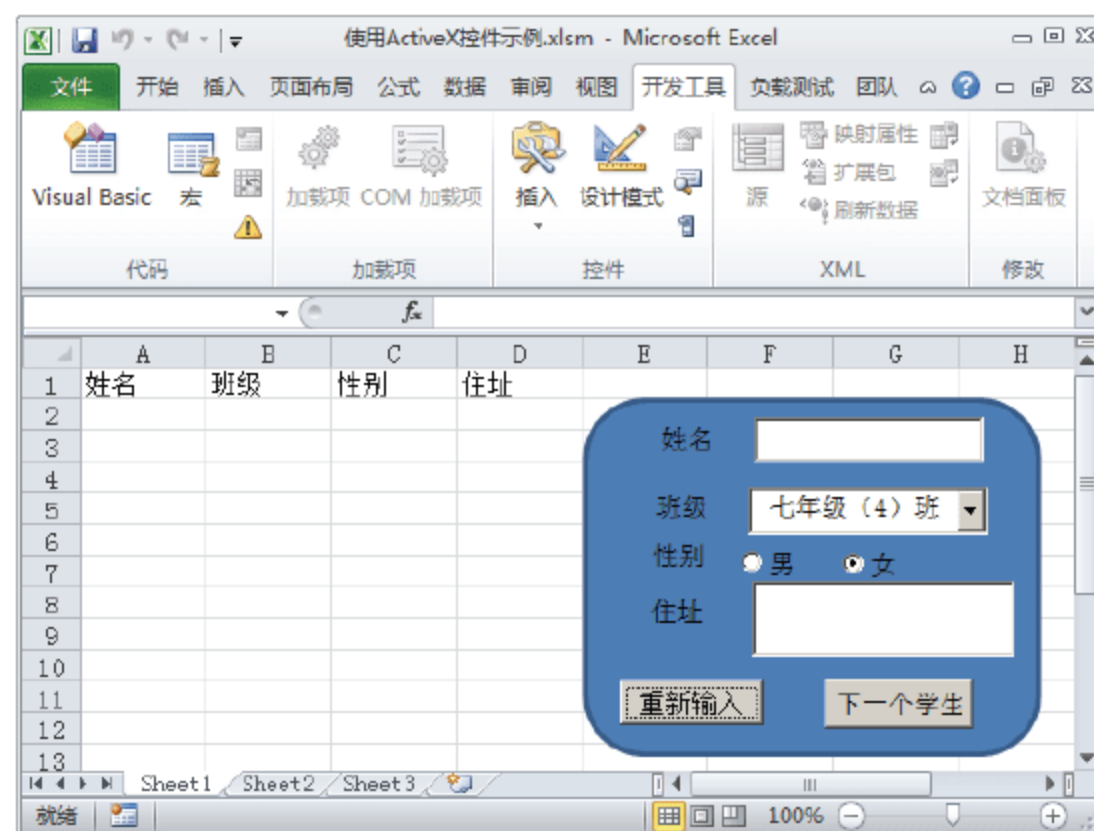 使用ActiveX控件示例.xlsm - Microsoft Excel
文件 开始 插入 页面布局 公式 数据 审阅 视图 开发工具 负载测试 团队
映射属性
扩展包
Visual Basic 宏 加载项 COM 加载项 插入 设计模式 源 文档面板
刷新数据
代码 加载项 控件 XML 修改
fx
A B C D E F G H
1 姓名 班级 性别 住址
2
3 姓名
4
5 班级 七年级（4）班
6
7 性别 男 女
8 住址
9
10
11 重新输入 下一个学生
12
13
Sheet1 Sheet2 Sheet3
就绪 100%